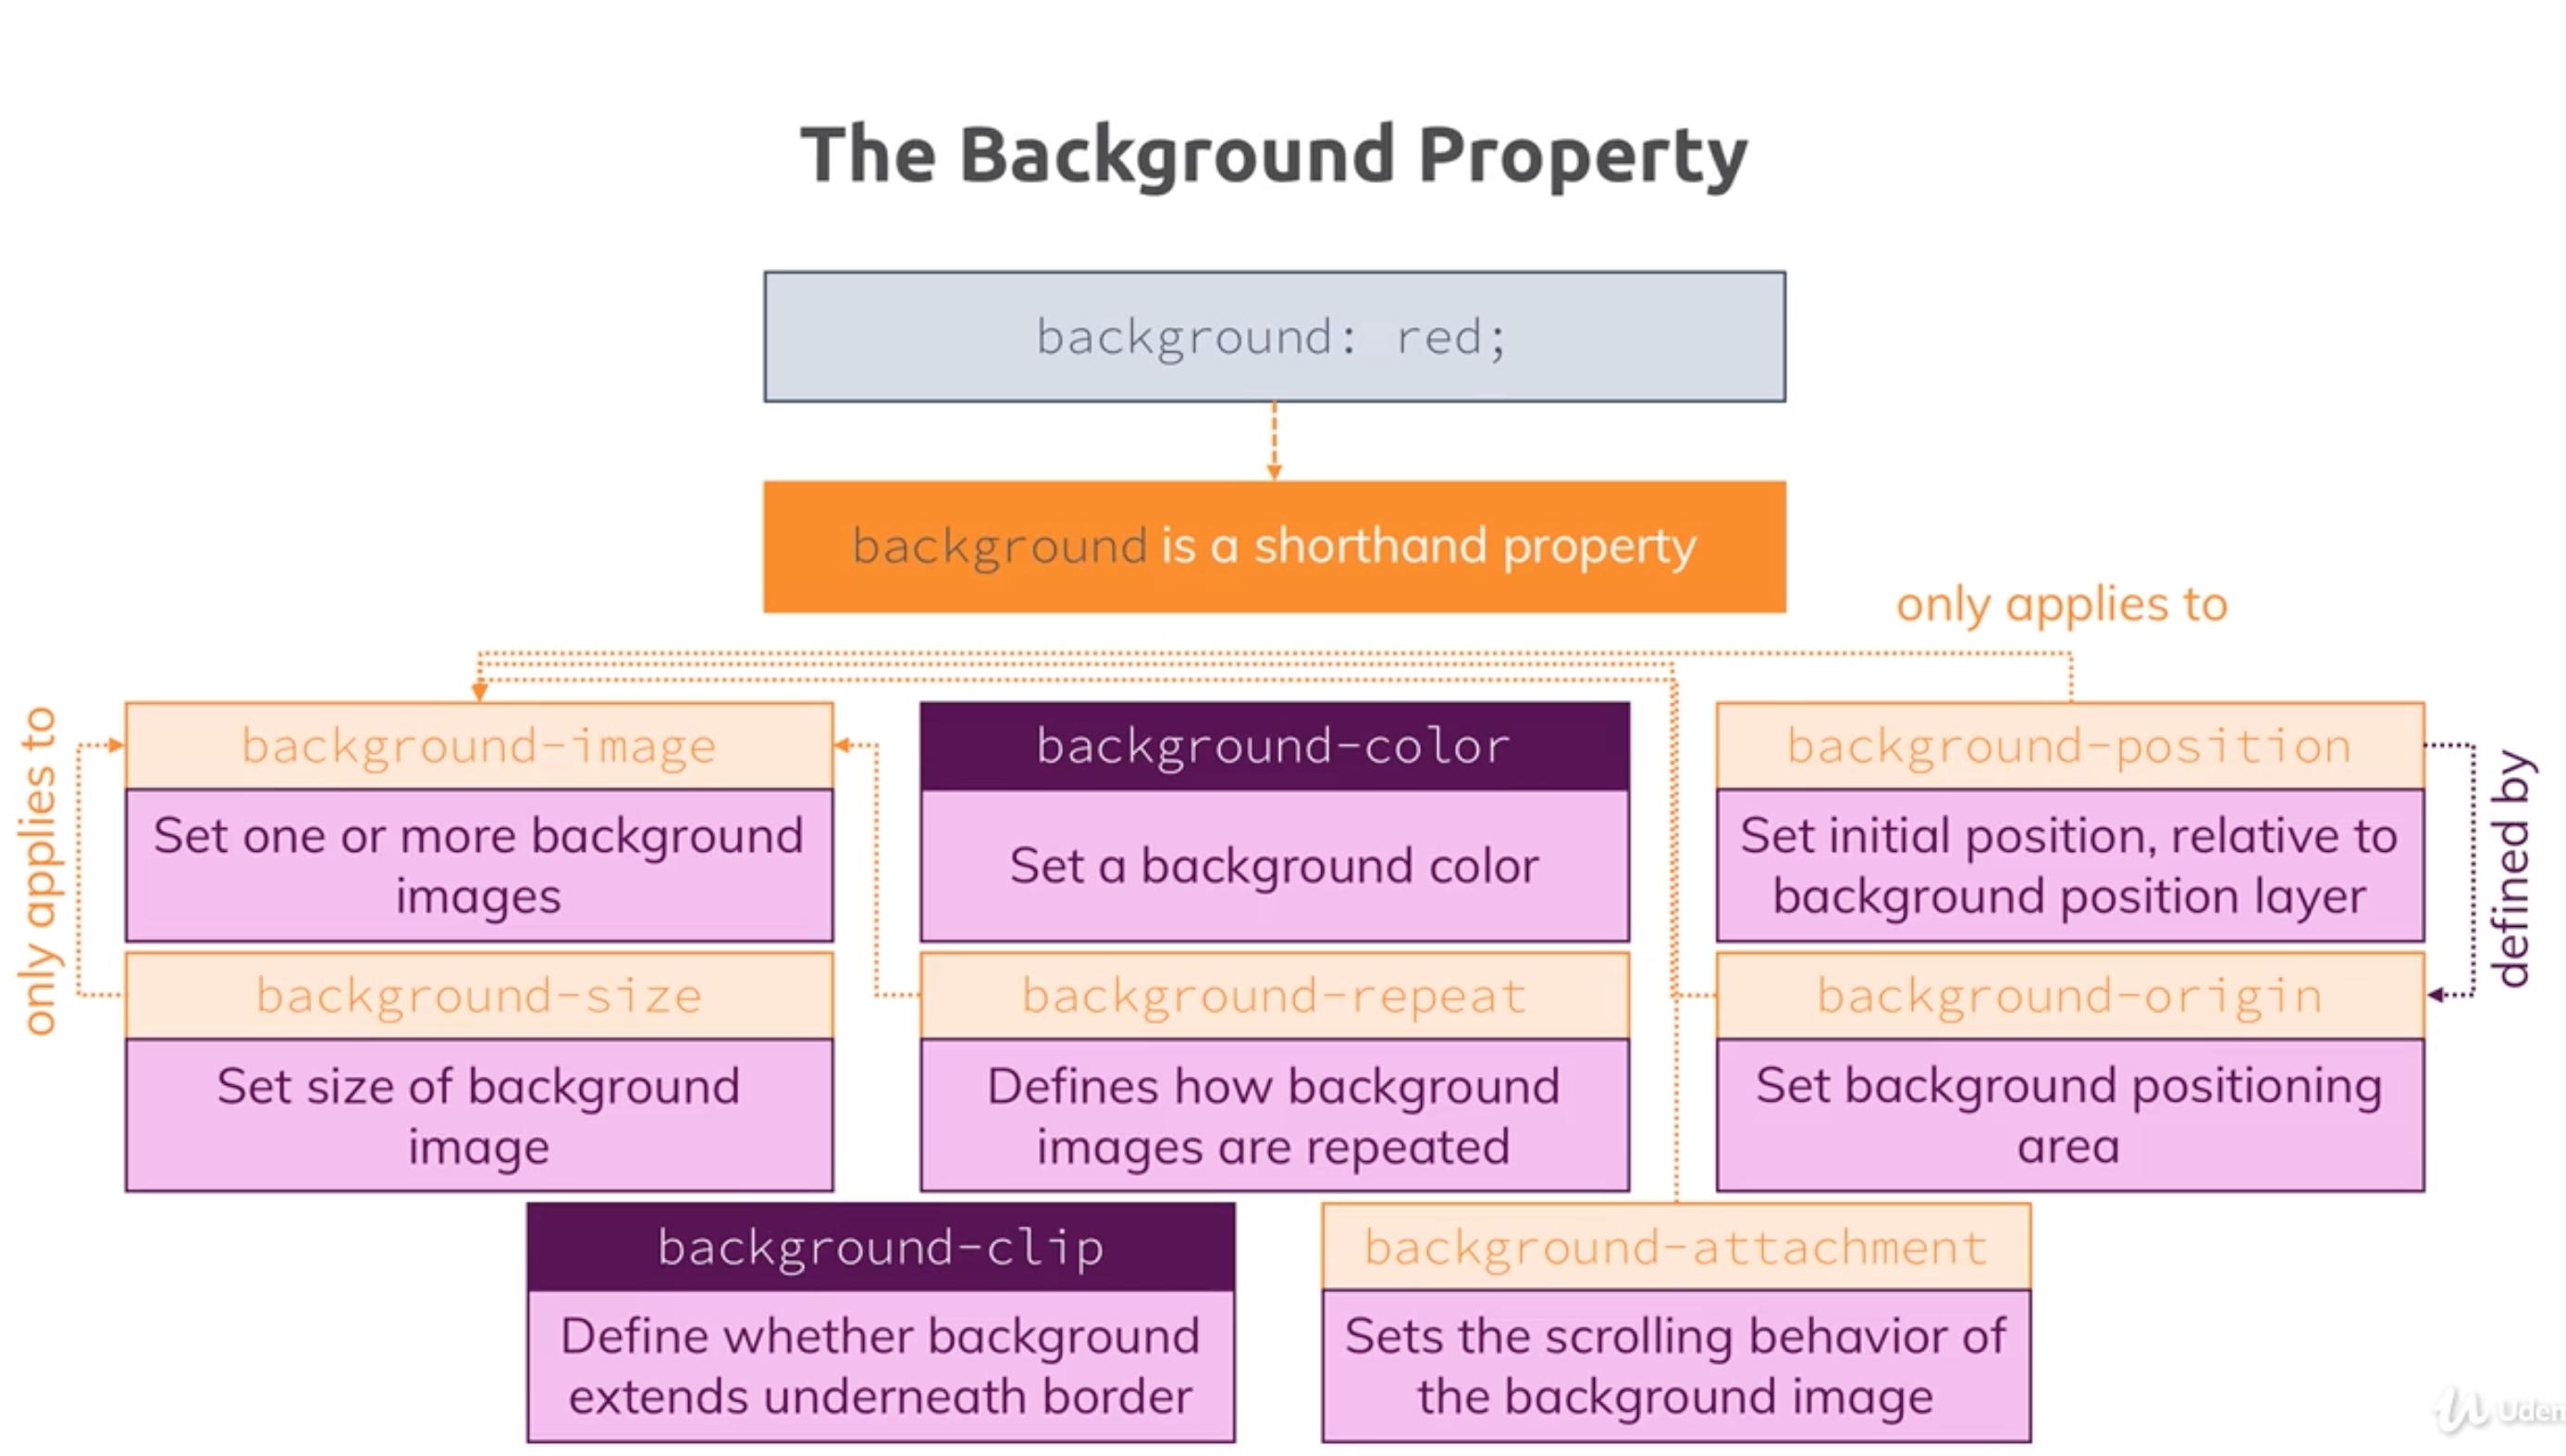 The Background Property
background: red;
background is a shorthand property
only applies to
only applies to
background-image
Set one or more background
images
background-color
Set a background color
background-position
Set initial position, relative to
background position layer
defined by
background-size
Set size of background
image
background-repeat
Defines how background
images are repeated
background-origin
Set background positioning
area
background-clip
Define whether background
extends underneath border
background-attachment
Sets the scrolling behavior of
the background image